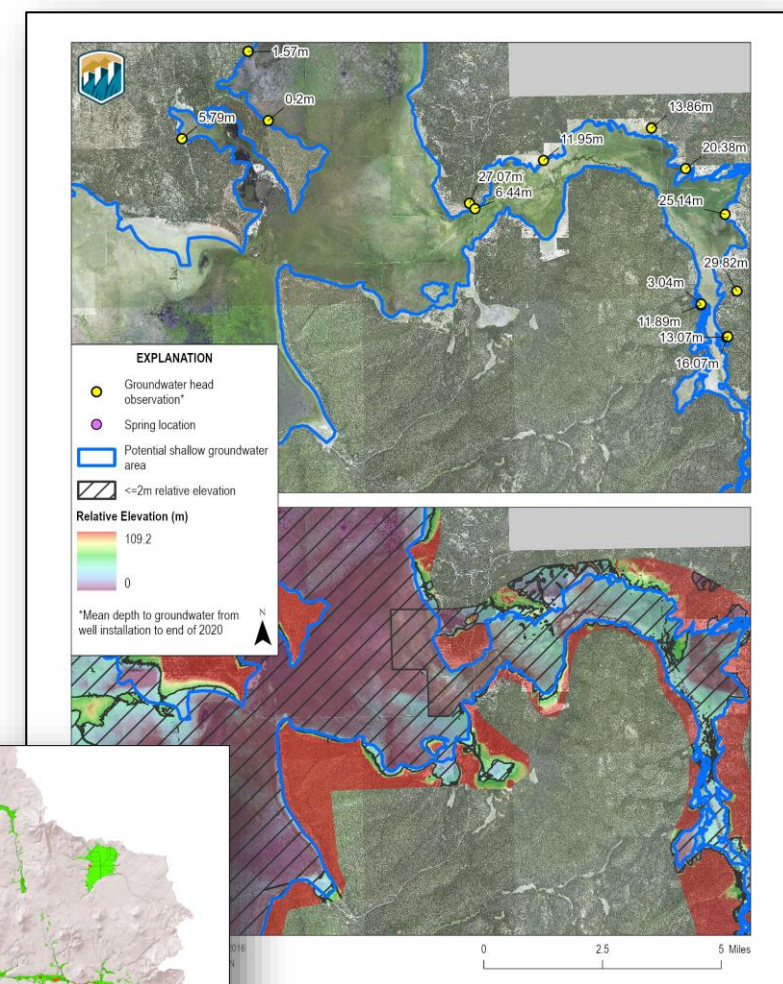 1.57m
0.2m
5.79m
13.86m
11.95m
20.38m
27.07m
6.44m
25.14m
29.82m
3.04m
11.89m
13.07m
16.07m
EXPLANATION
Groundwater head
observation*
Spring location
Potential shallow groundwater
area
<=2m relative elevation
Relative Elevation (m)
109.2
0
*Mean depth to groundwater from
well installation to end of 2020
N
2016
N
0 2.5 5 Miles